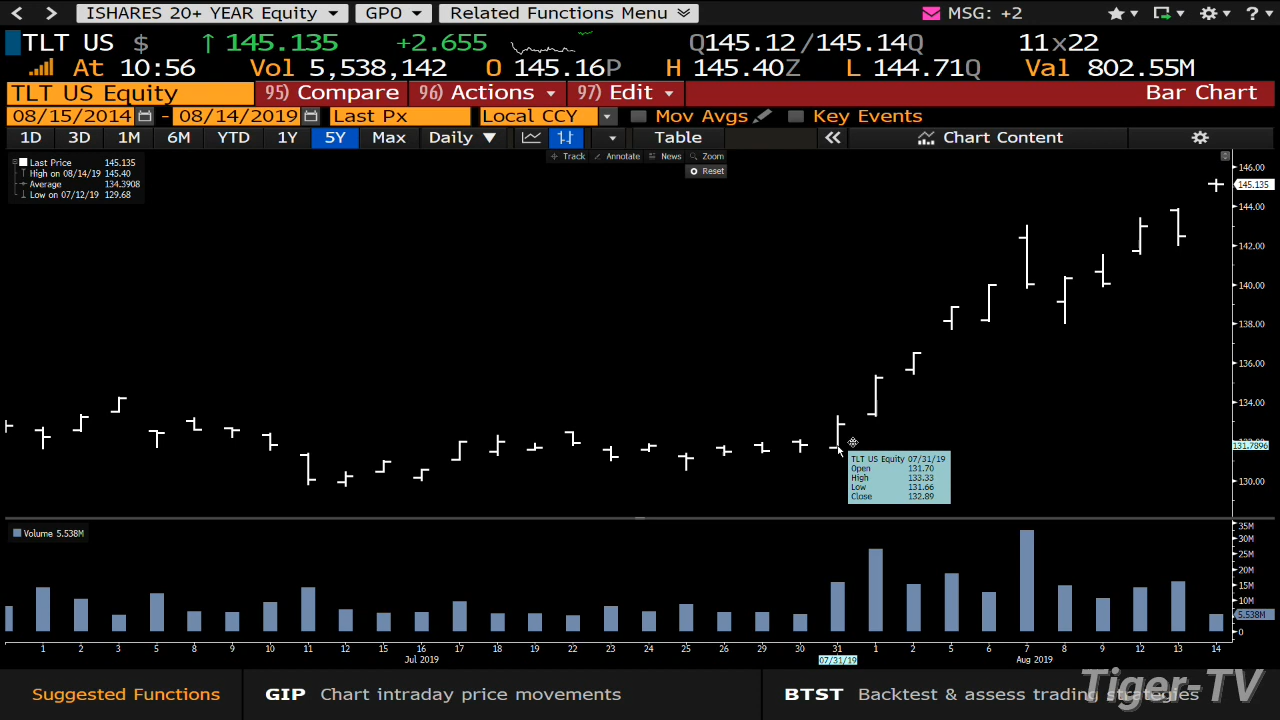 < > ISHARES 20+ YEAR Equity GPO Related Functions Menu MSG: +2 ?
TLT US $ ↑ 145.135 +2.655 Q145.12/145.14Q 11x22
At 10:56 Vol 5,538,142 O 145.16P H 145.40Z L 144.71Q Val 802.55M
TLT US Equity 95) Compare 96) Actions 97) Edit Bar Chart
08/15/2014 - 08/14/2019 Last Px Local CCY Mov Avgs Key Events
1D 3D 1M 6M YTD 1Y 5Y Max Daily ▼ Table « Chart Content
Track Annotate News Zoom
Reset
Last Price 145.135
High on 08/14/19 145.40
Average 134.3908
Low on 07/12/19 129.68
146.00
145.135
144.00
142.00
140.00
138.00
136.00
134.00
131.7896
130.00
TLT US Equity 07/31/19
Open 131.70
High 133.33
Low 131.66
Close 132.89
Volume 5.538M
35M
30M
25M
20M
15M
10M
5.538M
0
1 2 3 5 8 9 10 11 12 15 16 17 18 19 22 23 24 25 26 29 30 31 1 2 5 6 7 8 9 12 13 14
Jul 2019 07/31/19 Aug 2019
Suggested Functions GIP Chart intraday price movements BTST Backtest & assess trading strategies
Tiger-TV